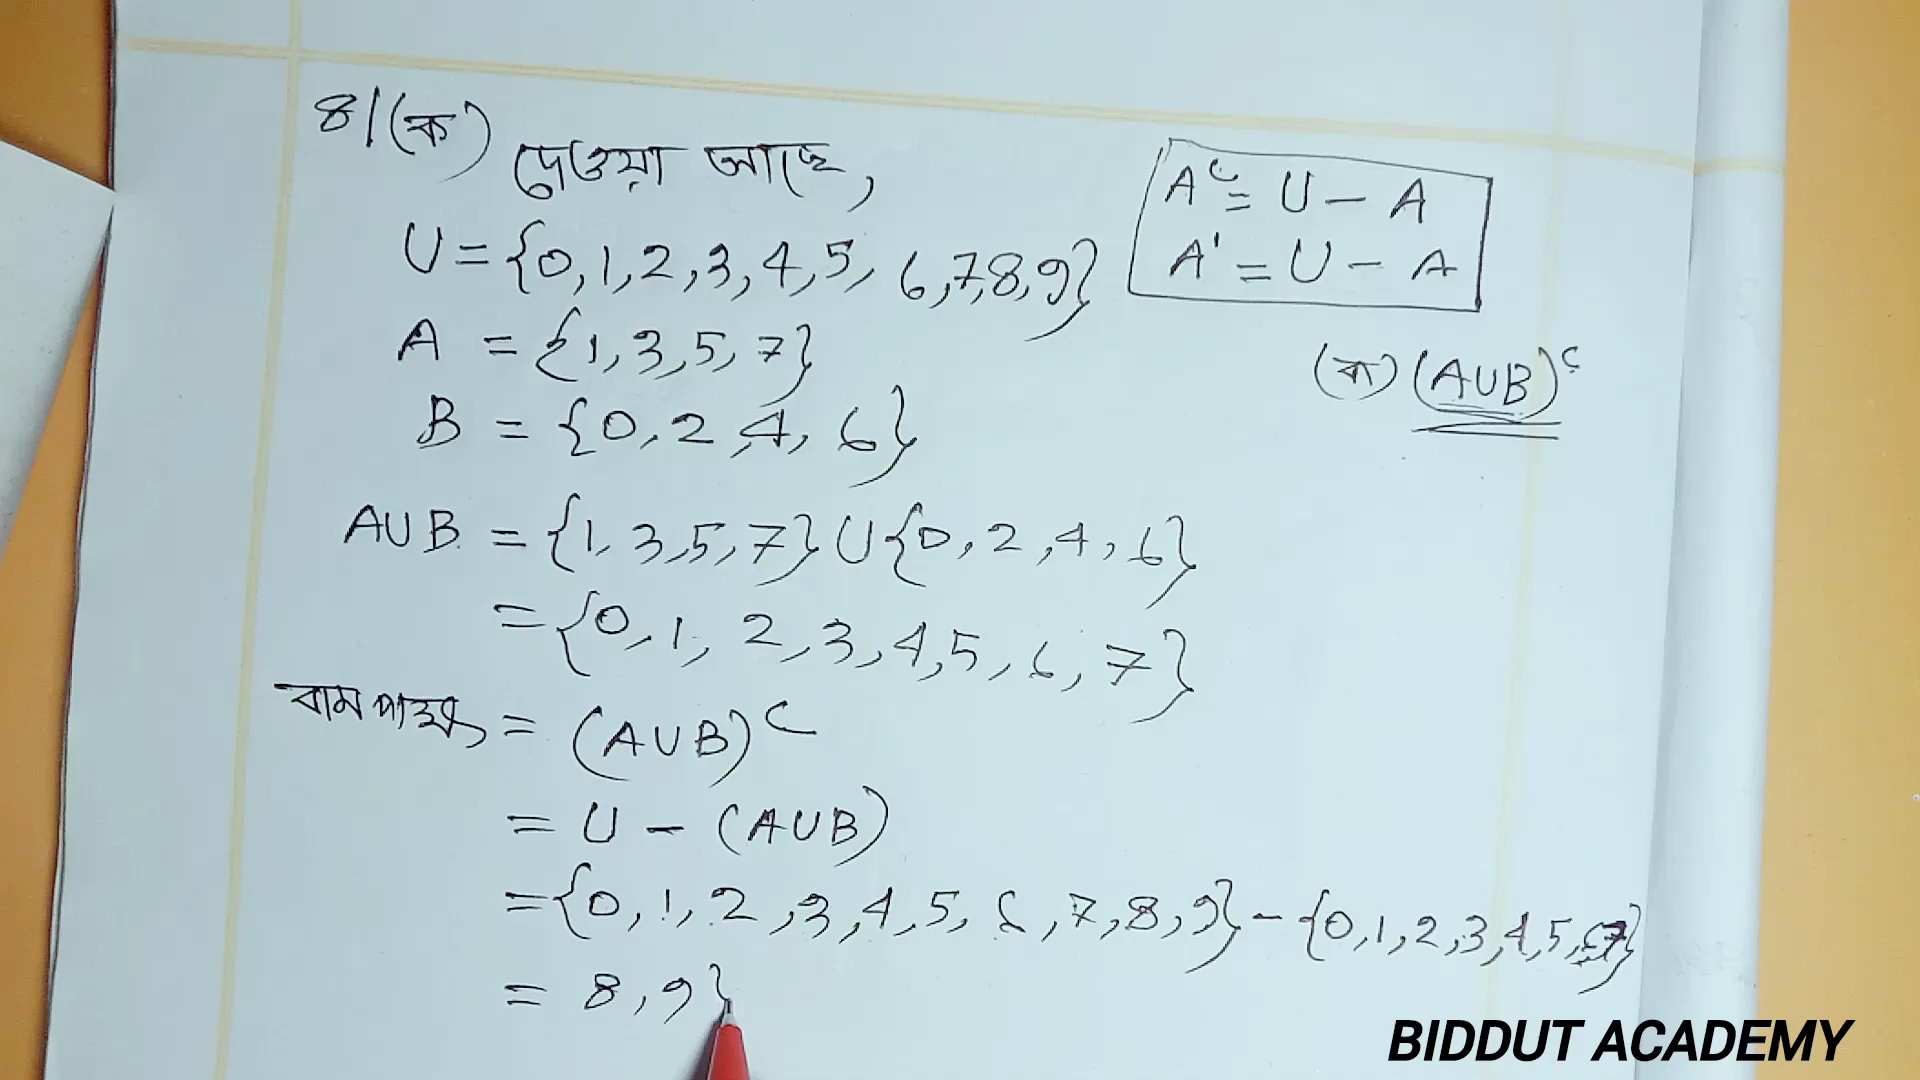 ৪।(ক) দেওয়া আছে,
U = {0, 1, 2, 3, 4, 5, 6, 7, 8, 9}
A = {1, 3, 5, 7}
B = {0, 2, 4, 6}
A∪B = {1, 3, 5, 7} ∪ {0, 2, 4, 6}
= {0, 1, 2, 3, 4, 5, 6, 7}
বাম পক্ষ = (A∪B)ᶜ
= U − (A∪B)
= {0, 1, 2, 3, 4, 5, 6, 7, 8, 9} − {0, 1, 2, 3, 4, 5, 6, 7}
= 8, 9}
Aᶜ = U − A
A' = U − A
(ক) (A∪B)ᶜ
BIDDUT ACADEMY